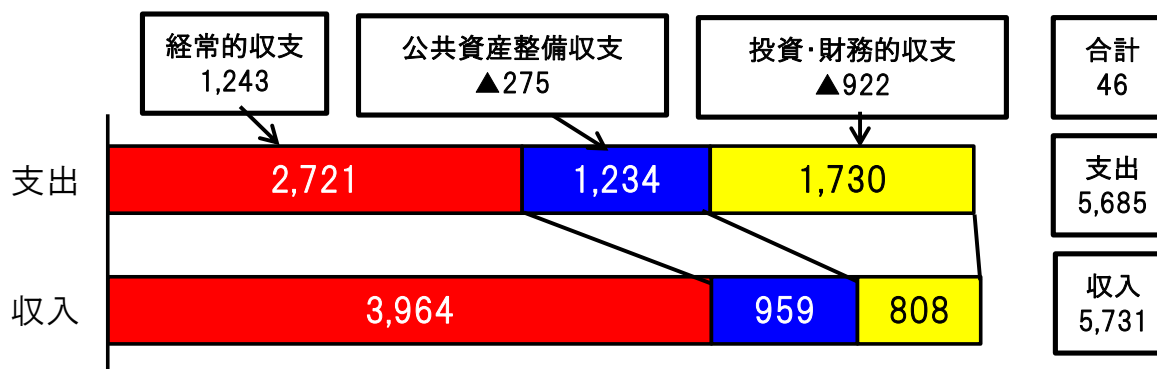 経常的収支
1,243
公共資産整備収支
▲275
投資・財務的収支
▲922
合計
46
支出
2,721
1,234
1,730
支出
5,685
収入
3,964
959
808
収入
5,731